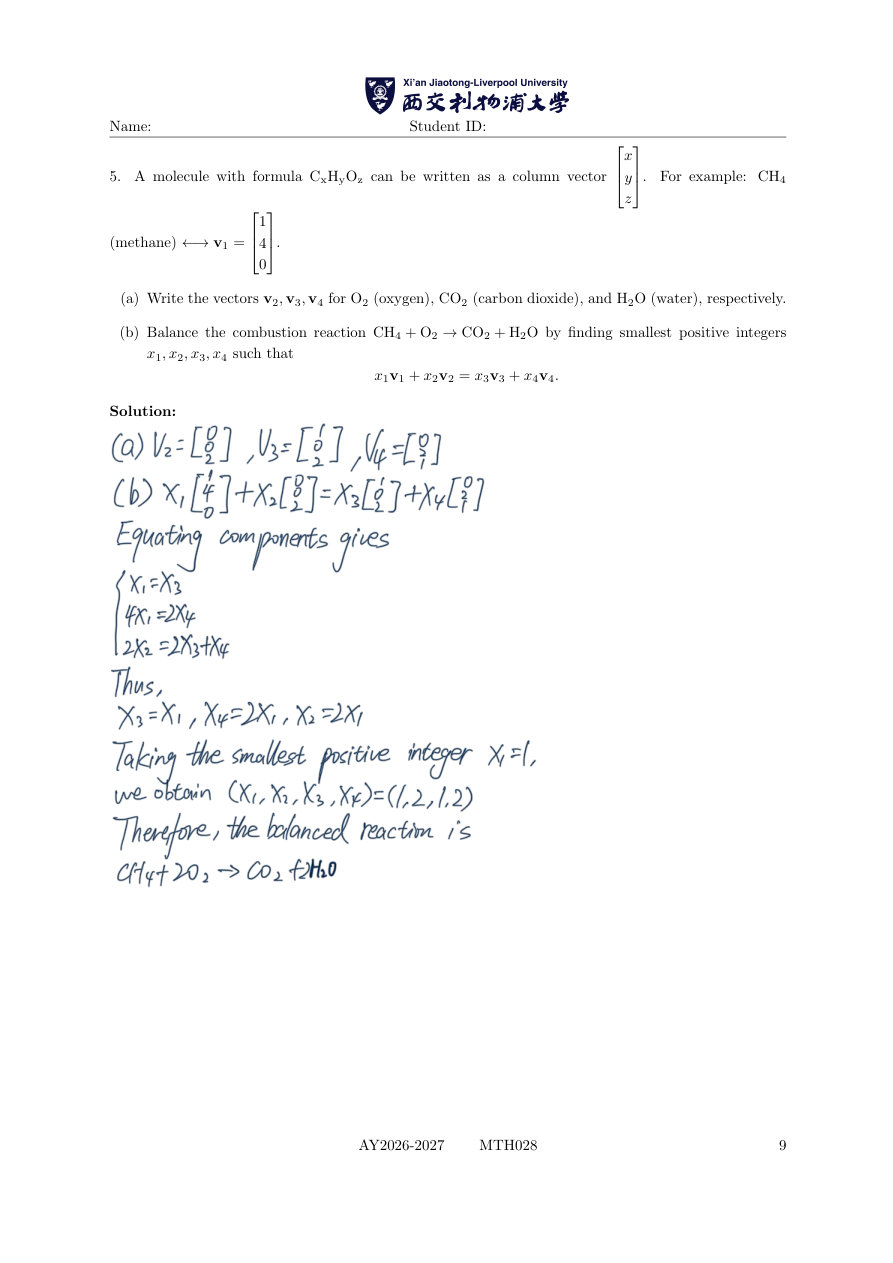 Xi'an Jiaotong-Liverpool University
西交利物浦大学
Name: Student ID:
5. A molecule with formula CₓHᵧO_z can be written as a column vector [x y z]. For example: CH₄
(methane) ⟷ v₁ = [1 4 0].
(a) Write the vectors v₂, v₃, v₄ for O₂ (oxygen), CO₂ (carbon dioxide), and H₂O (water), respectively.
(b) Balance the combustion reaction CH₄ + O₂ → CO₂ + H₂O by finding smallest positive integers
x₁, x₂, x₃, x₄ such that
x₁v₁ + x₂v₂ = x₃v₃ + x₄v₄.
Solution:
(a) V₂=[0 0 2], V₃=[1 0 2], V₄=[0 2 1]
(b) X₁[1 4 0]+X₂[0 0 2]=X₃[1 0 2]+X₄[0 2 1]
Equating components gives
{X₁=X₃
4X₁=2X₄
2X₂=2X₃+X₄
Thus,
X₃=X₁, X₄=2X₁, X₂=2X₁
Taking the smallest positive integer X₁=1,
we obtain (X₁, X₂, X₃, X₄)=(1,2,1,2)
Therefore, the balanced reaction is
CH₄+2O₂→CO₂+2H₂O
AY2026-2027 MTH028 9